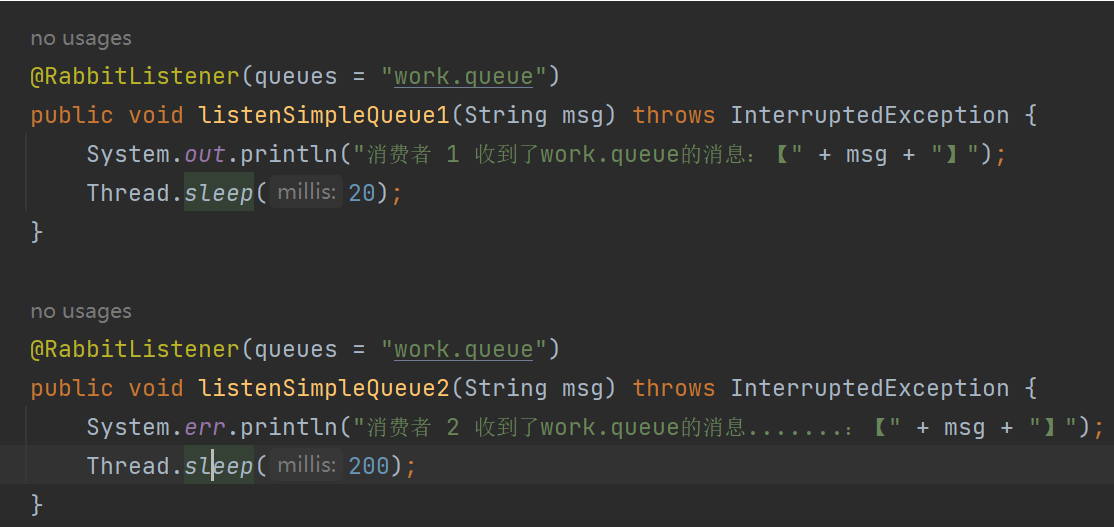 no usages
@RabbitListener(queues = "work.queue")
public void listenSimpleQueue1(String msg) throws InterruptedException {
    System.out.println("消费者 1 收到了work.queue的消息：【" + msg + "】");
    Thread.sleep( millis: 20);
}
no usages
@RabbitListener(queues = "work.queue")
public void listenSimpleQueue2(String msg) throws InterruptedException {
    System.err.println("消费者 2 收到了work.queue的消息.......：【" + msg + "】");
    Thread.sleep( millis: 200);
}